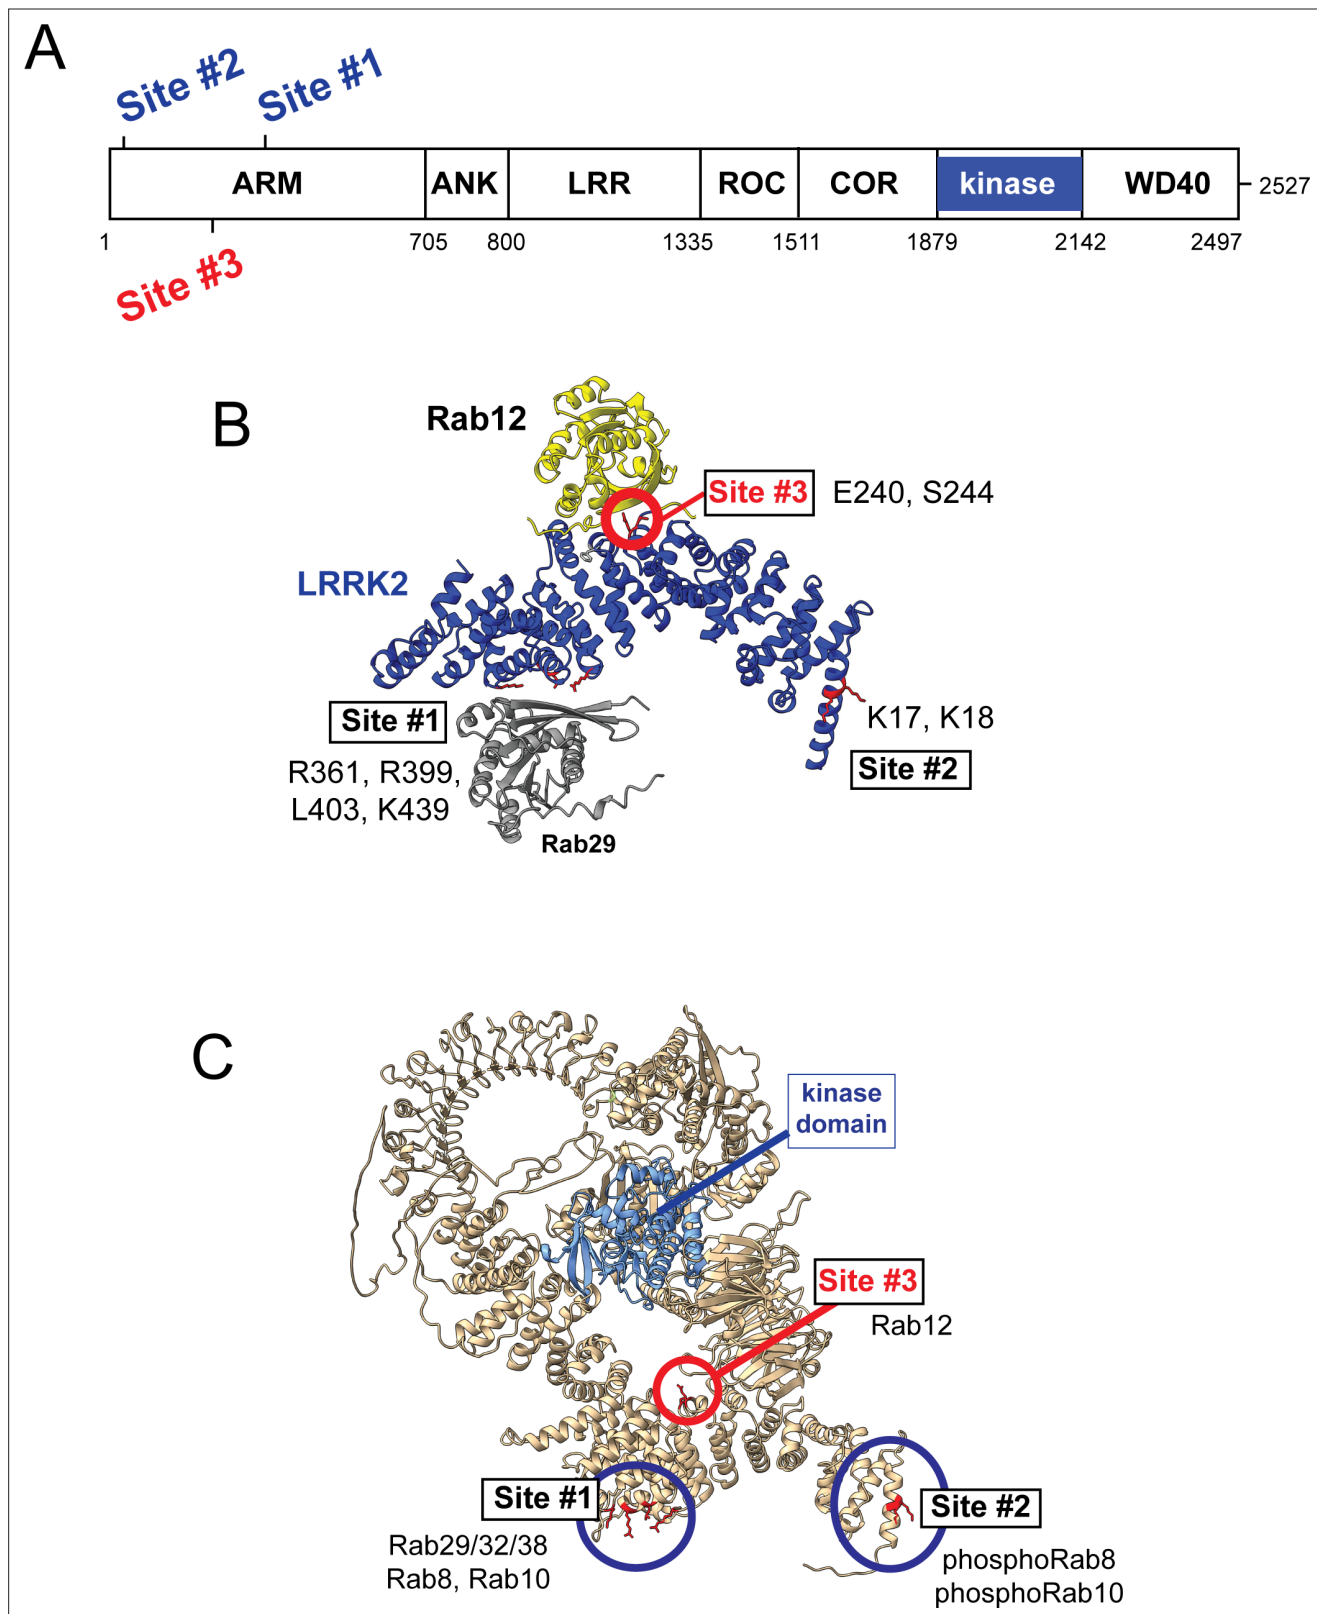 A
Site #2
Site #1
ARM
ANK
LRR
ROC
COR
kinase
WD40
2527
1
705
800
1335
1511
1879
2142
2497
Site #3
B
Rab12
Site #3
E240, S244
LRRK2
Site #1
R361, R399,
L403, K439
Rab29
K17, K18
Site #2
C
kinase
domain
Site #3
Rab12
Site #1
Rab29/32/38
Rab8, Rab10
Site #2
phosphoRab8
phosphoRab10